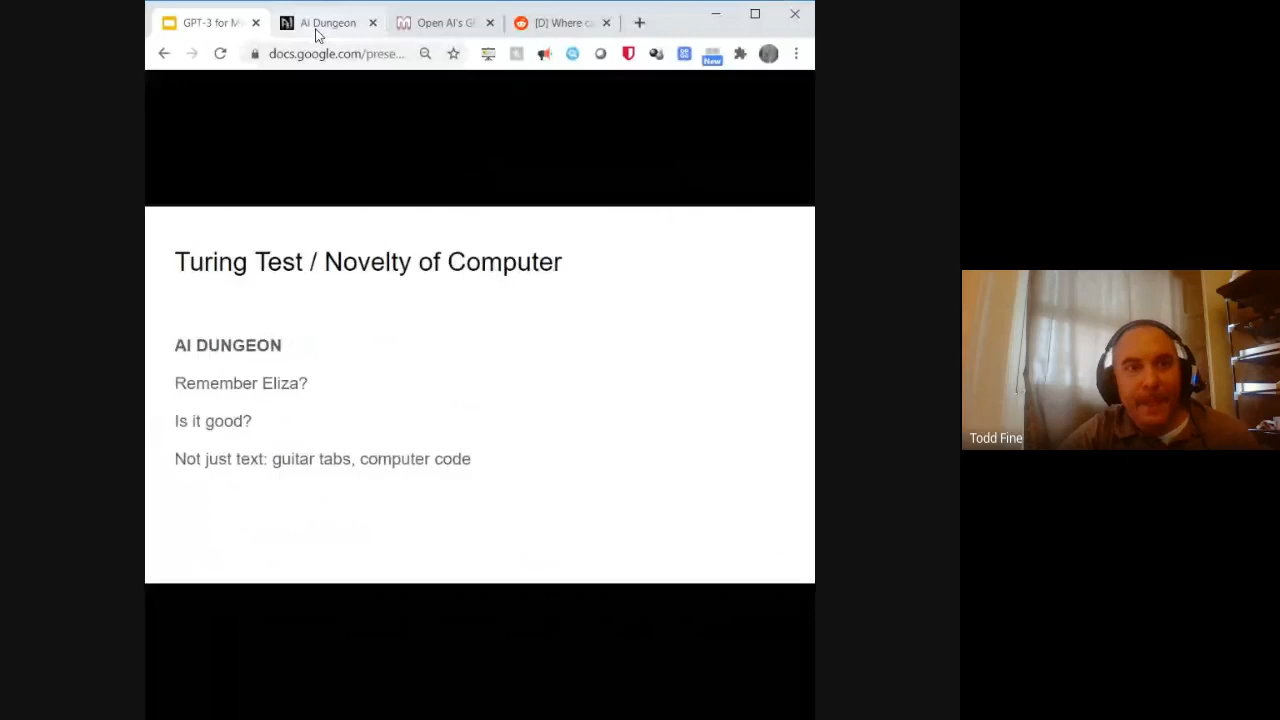 GPT-3 for M
AI Dungeon
Open AI's G
[D] Where c
docs.google.com/prese...
New
Turing Test / Novelty of Computer
AI DUNGEON
Remember Eliza?
Is it good?
Not just text: guitar tabs, computer code
Todd Fine